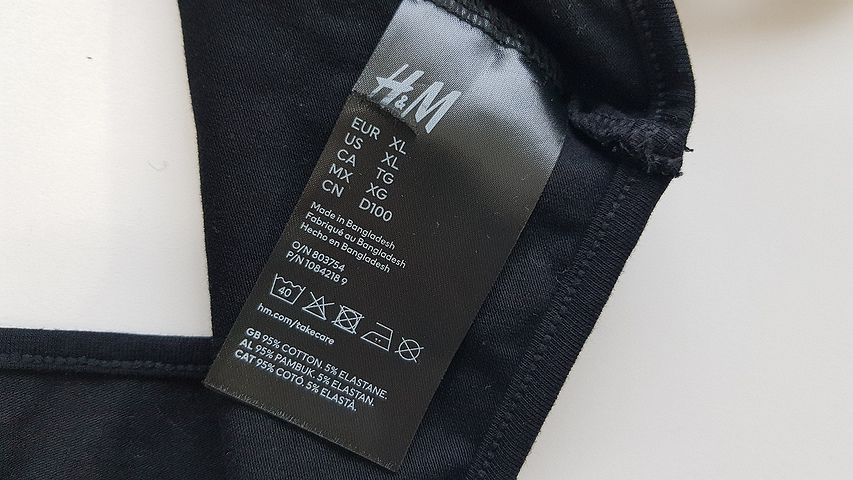 H&M
EUR XL
US XL
CA TG
MX XG
CN D100
Made in Bangladesh
Fabriqué au Bangladesh
Hecho en Bangladesh
O/N 803754
P/N 1084218 9
40
hm.com/takecare
GB 95% COTTON. 5% ELASTANE.
AL 95% PAMBUK. 5% ELASTAN.
CAT 95% COTÓ. 5% ELASTÀ.